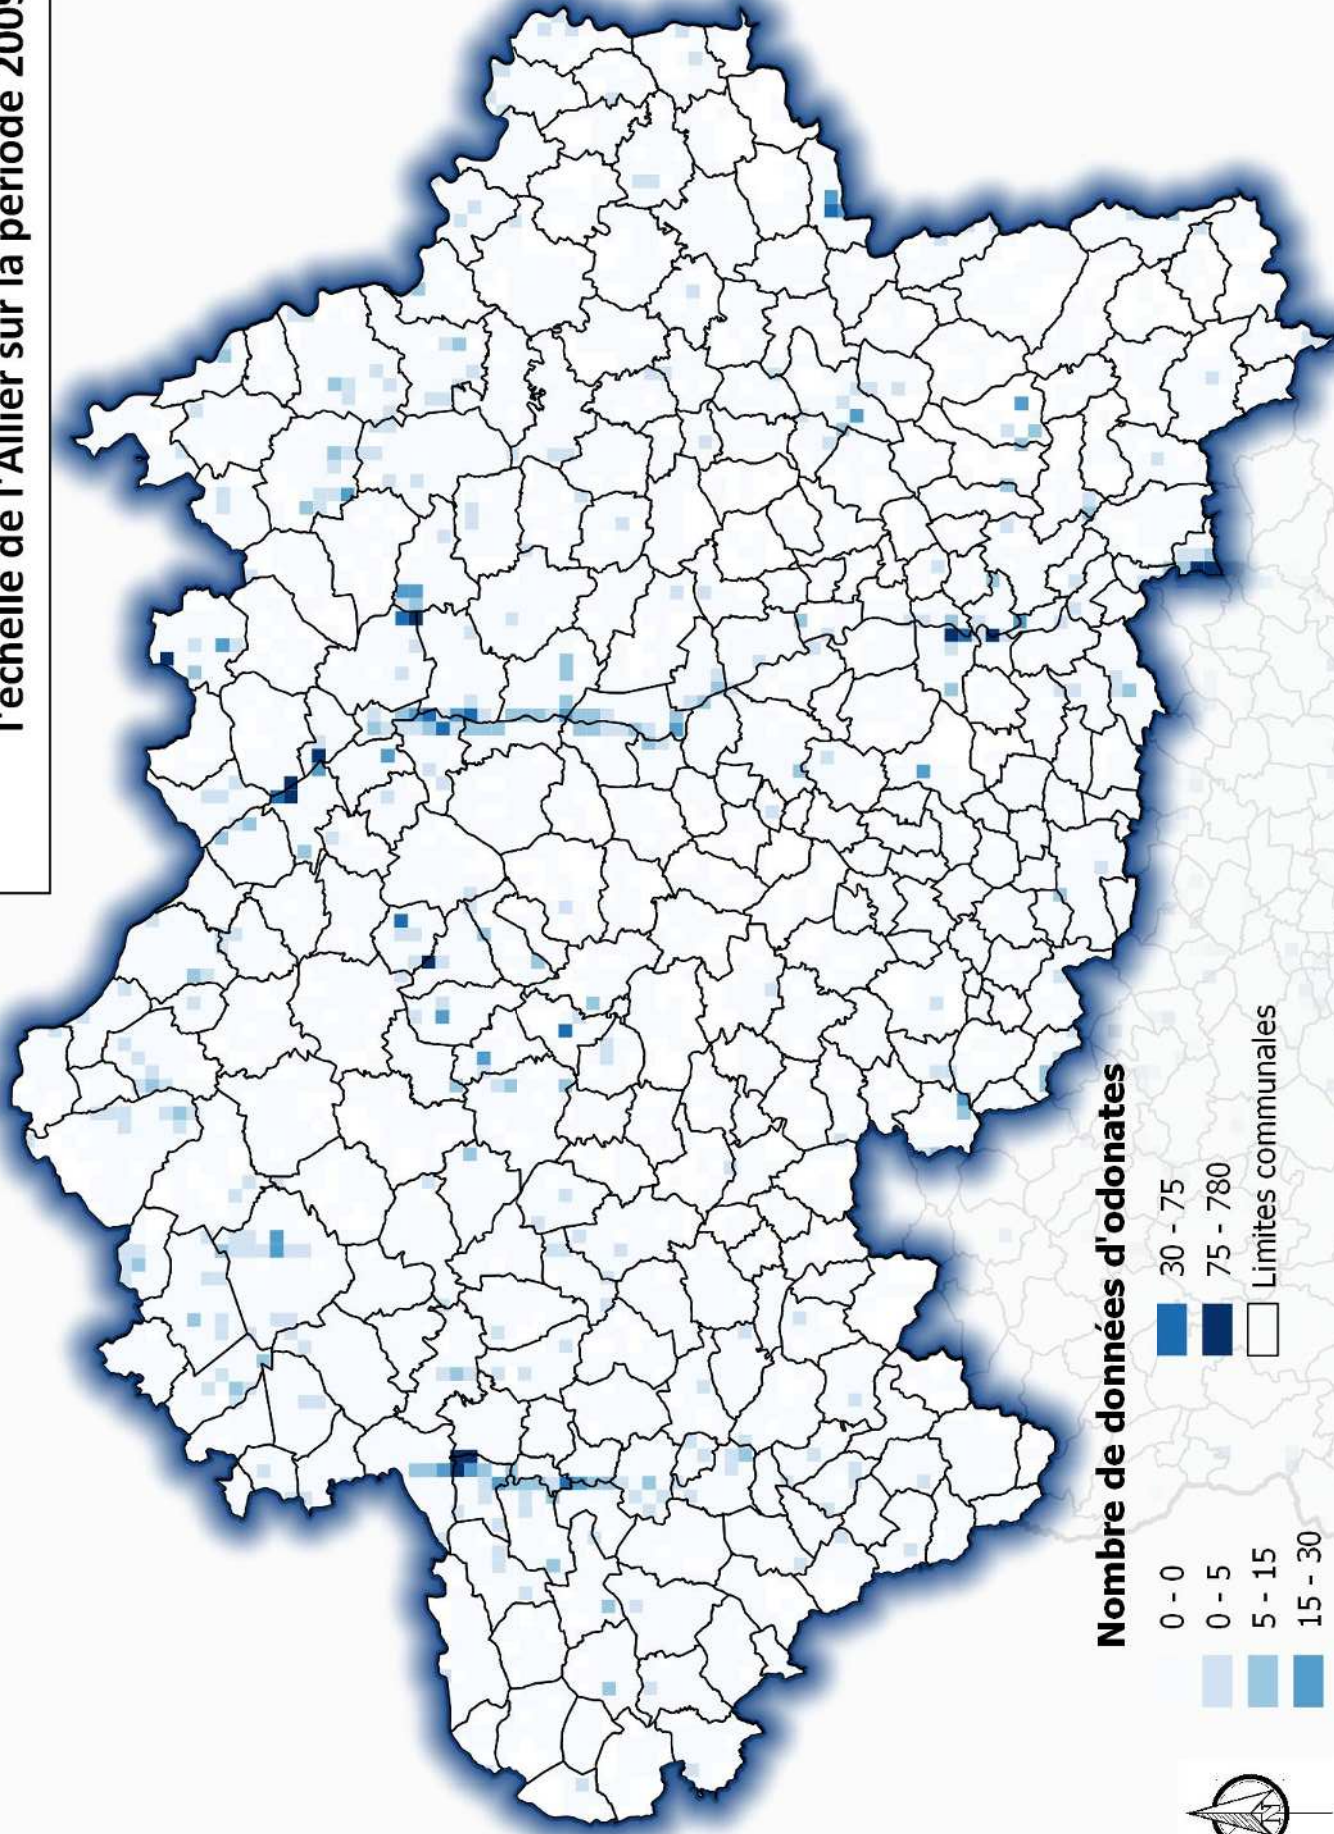 l'échelle de l'Allier sur la période
Nombre de données d'odonates
0 - 0
0 - 5
5 - 15
15 - 30
30 - 75
75 - 780
Limites communales
N